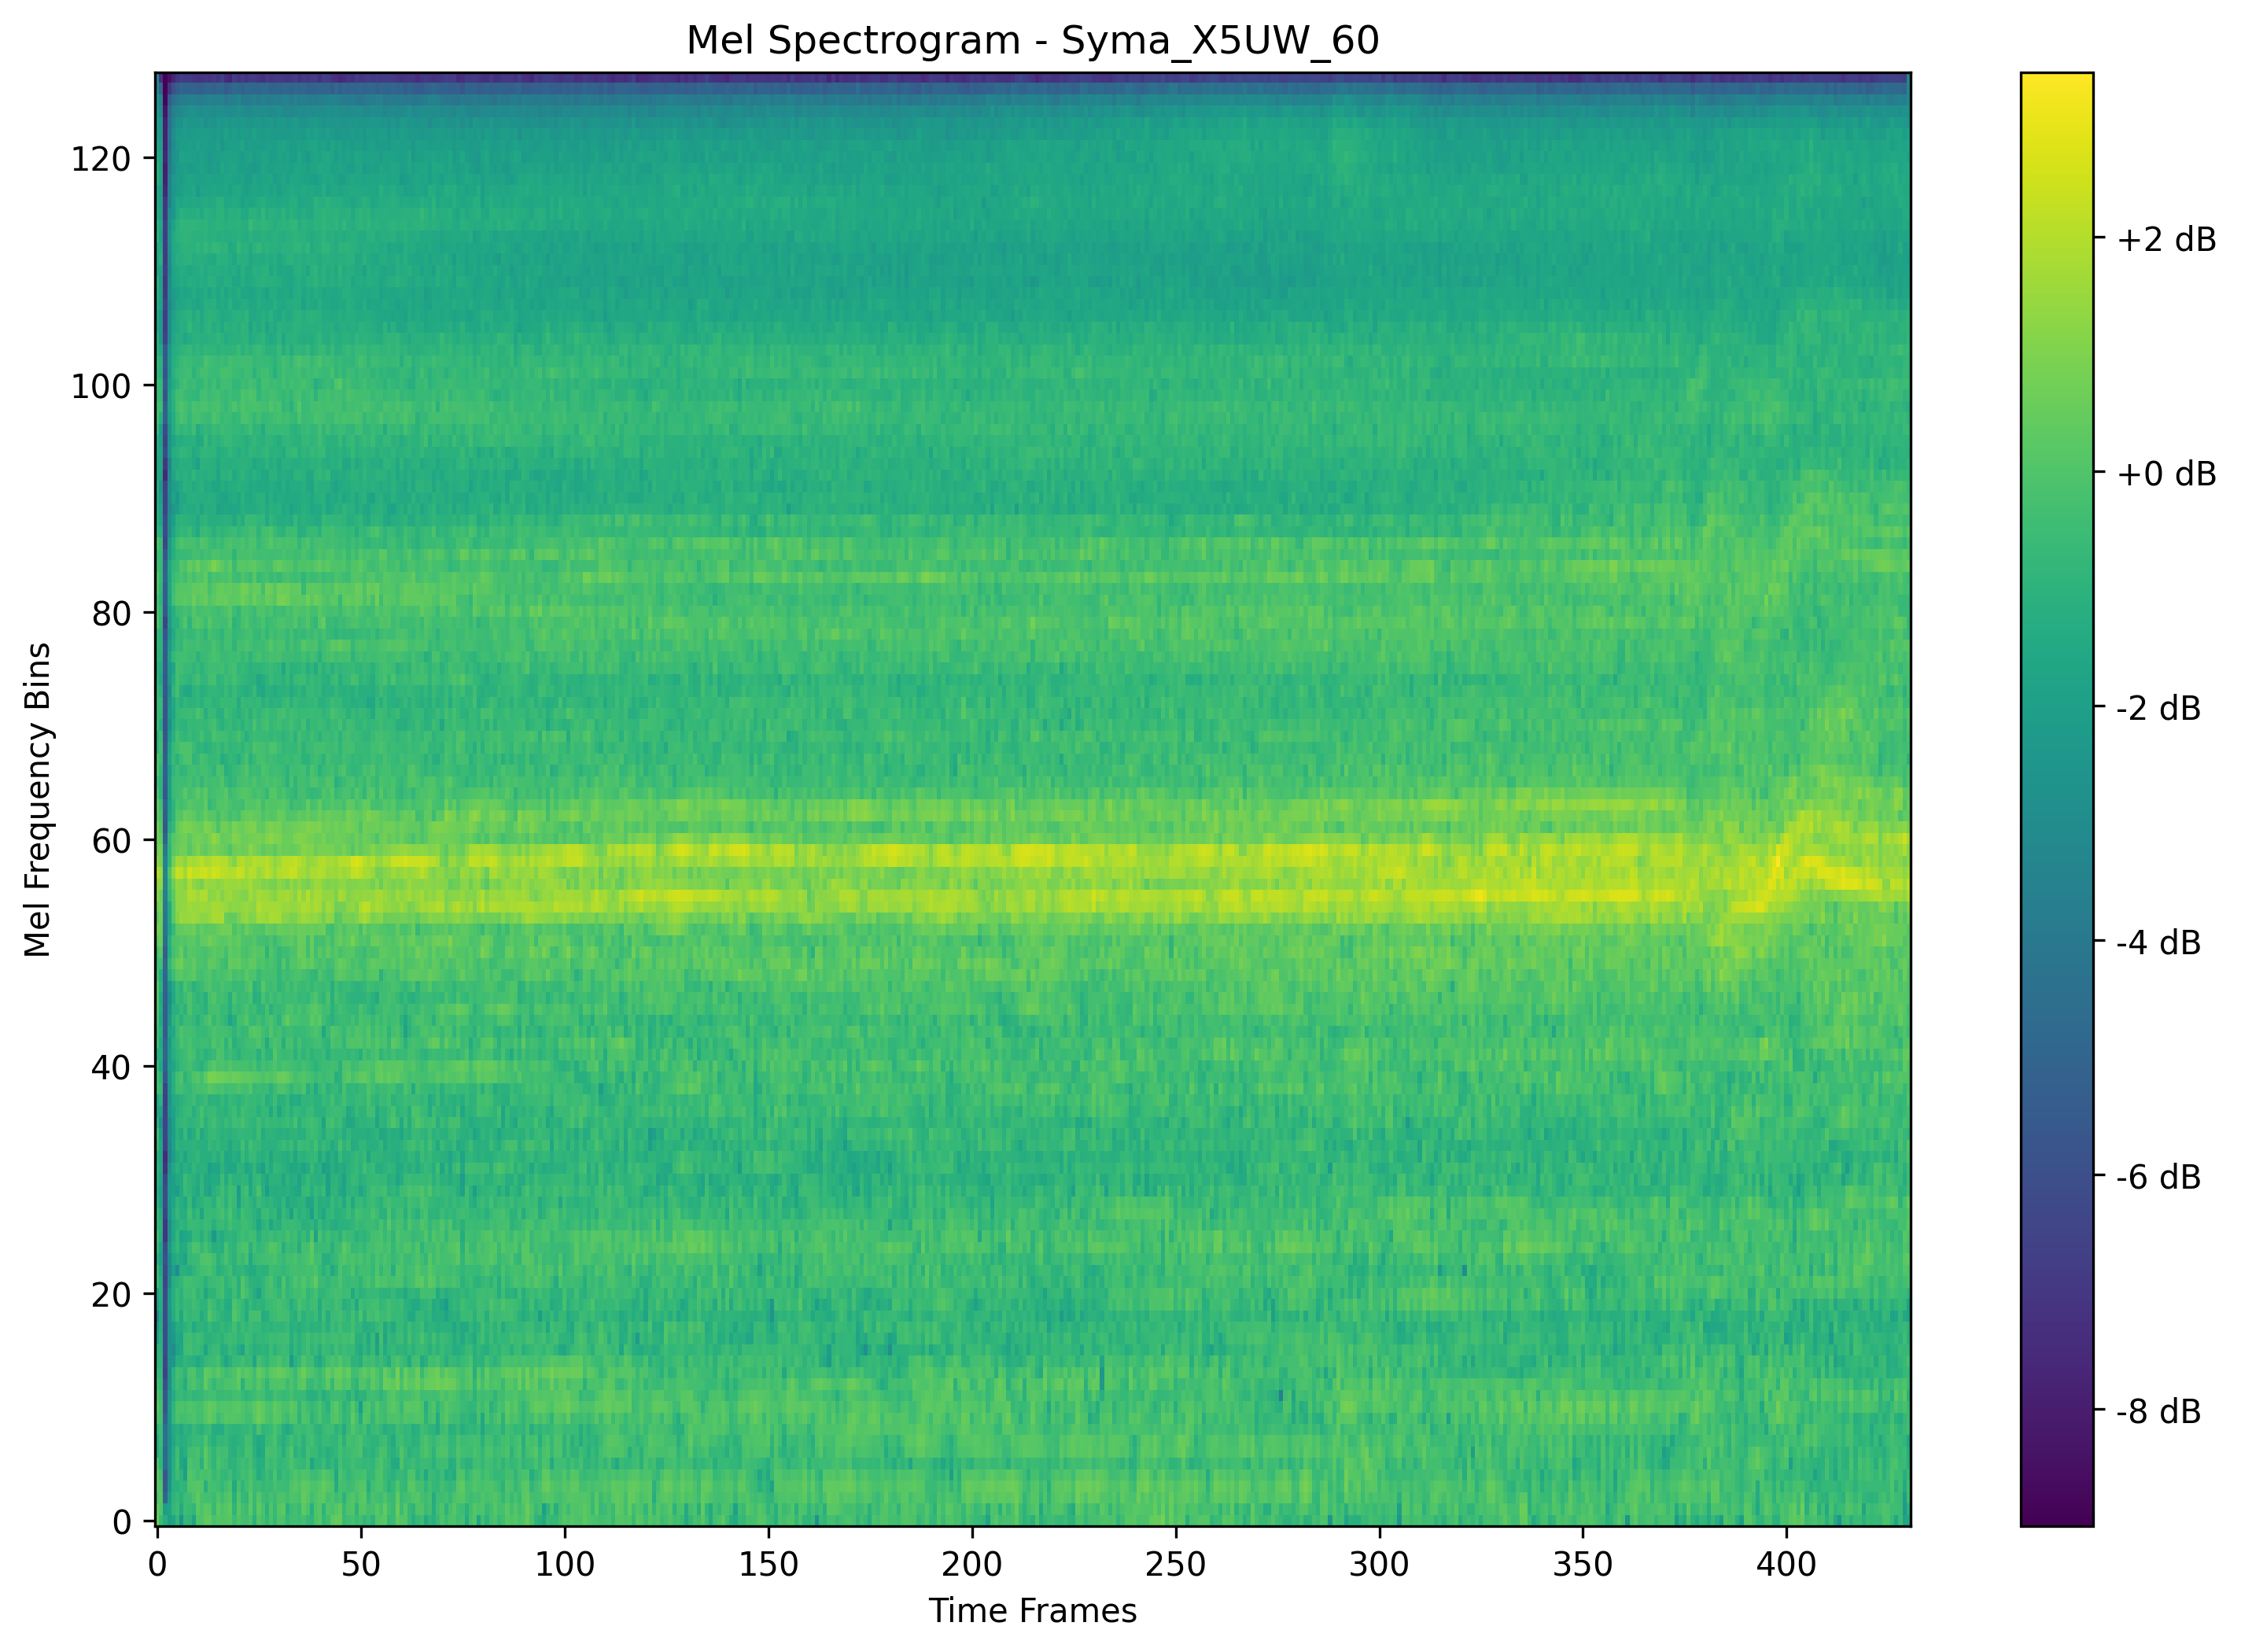 Mel Spectrogram - Syma_X5UW_60
Mel Frequency Bins
120
100
80
60
40
20
0
0 50 100 150 200 250 300 350 400
Time Frames
+2 dB
+0 dB
-2 dB
-4 dB
-6 dB
-8 dB